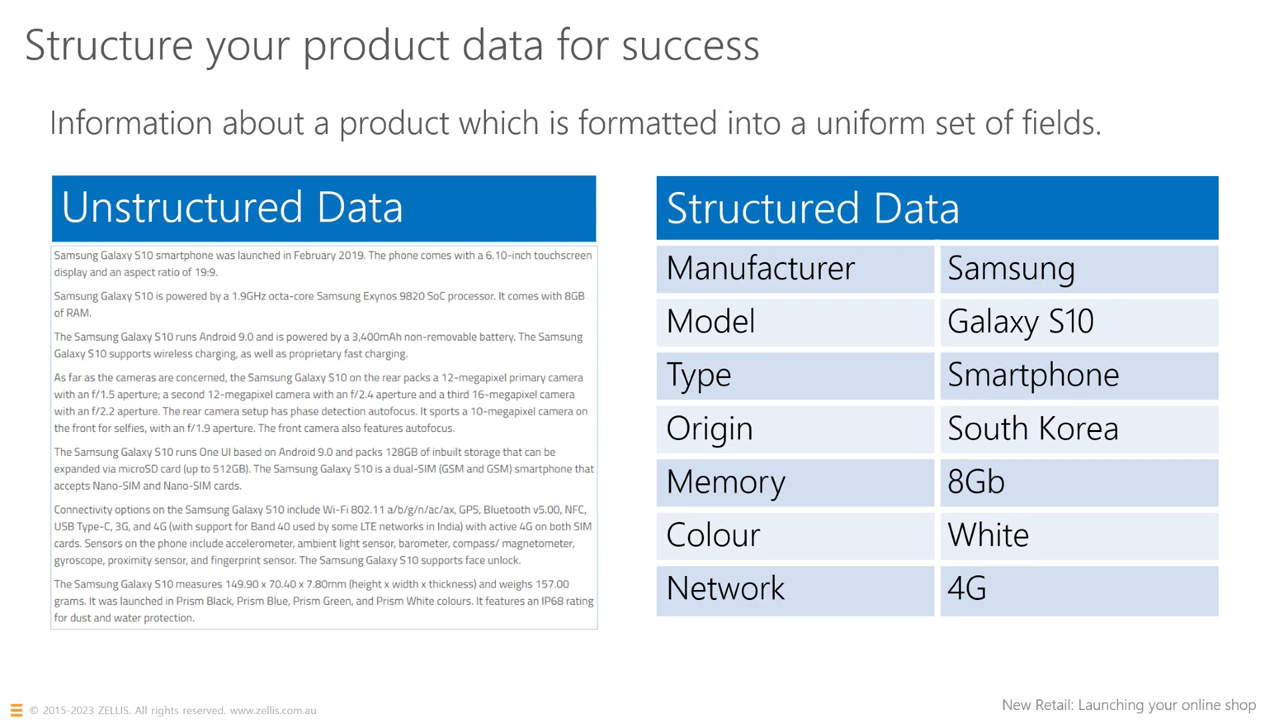 Structure your product data for success
Information about a product which is formatted into a uniform set of fields.
Unstructured Data
Samsung Galaxy S10 smartphone was launched in February 2019. The phone comes with a 6.10-inch touchscreen
display and an aspect ratio of 19:9.
Samsung Galaxy S10 is powered by a 1.9GHz octa-core Samsung Exynos 9820 SoC processor. It comes with 8GB
of RAM.
The Samsung Galaxy S10 runs Android 9.0 and is powered by a 3,400mAh non-removable battery. The Samsung
Galaxy S10 supports wireless charging, as well as proprietary fast charging.
As far as the cameras are concerned, the Samsung Galaxy S10 on the rear packs a 12-megapixel primary camera
with an f/1.5 aperture; a second 12-megapixel camera with an f/2.4 aperture and a third 16-megapixel camera
with an f/2.2 aperture. The rear camera setup has phase detection autofocus. It sports a 10-megapixel camera on
the front for selfies, with an f/1.9 aperture. The front camera also features autofocus.
The Samsung Galaxy S10 runs One UI based on Android 9.0 and packs 128GB of inbuilt storage that can be
expanded via microSD card (up to 512GB). The Samsung Galaxy S10 is a dual-SIM (GSM and GSM) smartphone that
accepts Nano-SIM and Nano-SIM cards.
Connectivity options on the Samsung Galaxy S10 include Wi-Fi 802.11 a/b/g/n/ac/ax, GPS, Bluetooth v5.00, NFC,
USB Type-C, 3G, and 4G (with support for Band 40 used by some LTE networks in India) with active 4G on both SIM
cards. Sensors on the phone include accelerometer, ambient light sensor, barometer, compass/ magnetometer,
gyroscope, proximity sensor, and fingerprint sensor. The Samsung Galaxy S10 supports face unlock.
The Samsung Galaxy S10 measures 149.90 x 70.40 x 7.80mm (height x width x thickness) and weighs 157.00
grams. It was launched in Prism Black, Prism Blue, Prism Green, and Prism White colours. It features an IP68 rating
for dust and water protection.
Structured Data
Manufacturer Samsung
Model Galaxy S10
Type Smartphone
Origin South Korea
Memory 8Gb
Colour White
Network 4G
© 2015-2023 ZELLIS. All rights reserved. www.zellis.com.au
New Retail: Launching your online shop